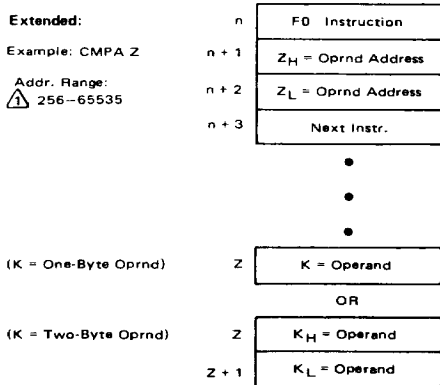 Extended: n F0 Instruction
Example: CMPA Z n + 1 ZH = Oprnd Address
Addr. Range: n + 2 ZL = Oprnd Address
1 256–65535
n + 3 Next Instr.
(K = One-Byte Oprnd) Z K = Operand
OR
(K = Two-Byte Oprnd) Z KH = Operand
Z + 1 KL = Operand